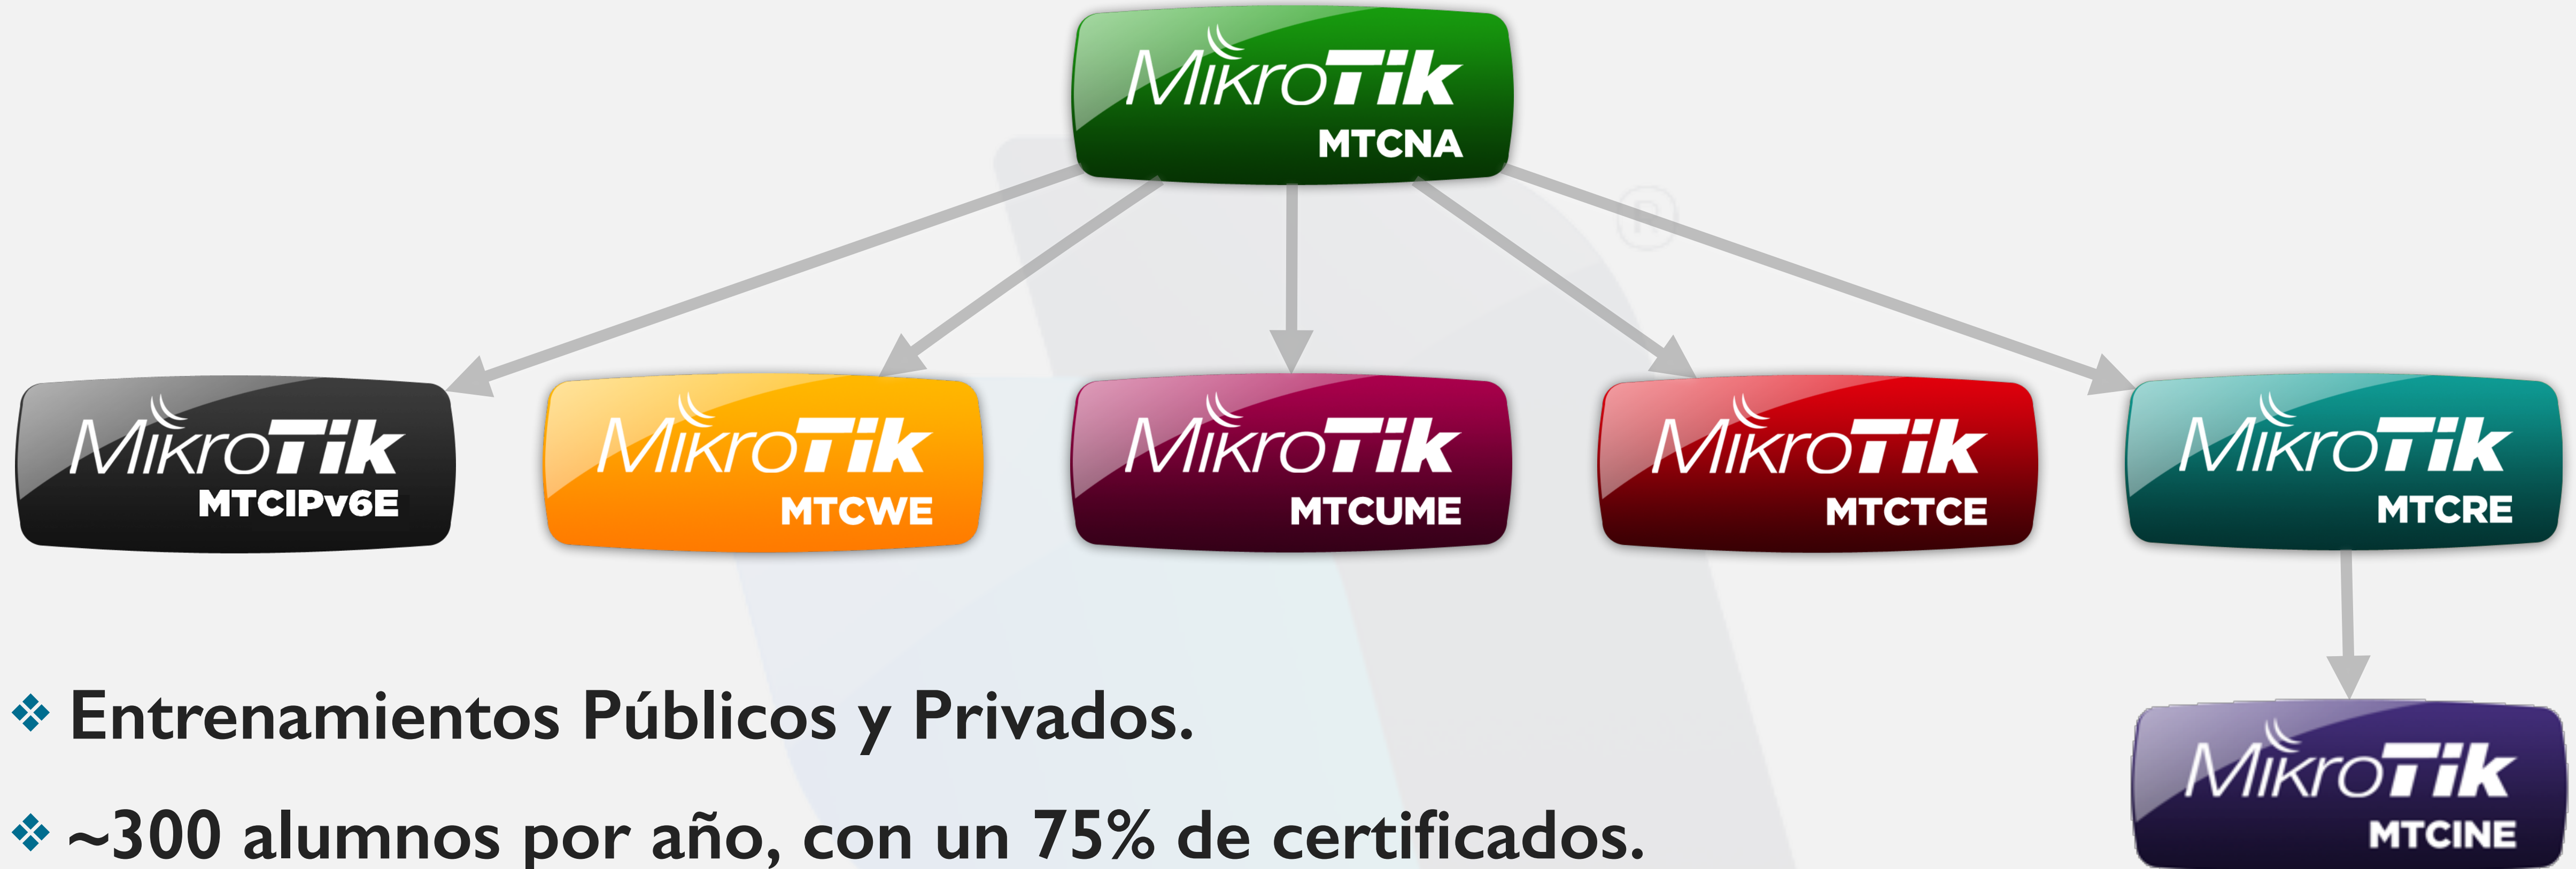 MikroTik
MTCNA
®
MikroTik
MTCIPv6E
MikroTik
MTCWE
MikroTik
MTCUME
MikroTik
MTCTCE
MikroTik
MTCRE
❖ Entrenamientos Públicos y Privados.
MikroTik
MTCINE
❖ ~300 alumnos por año, con un 75% de certificados.